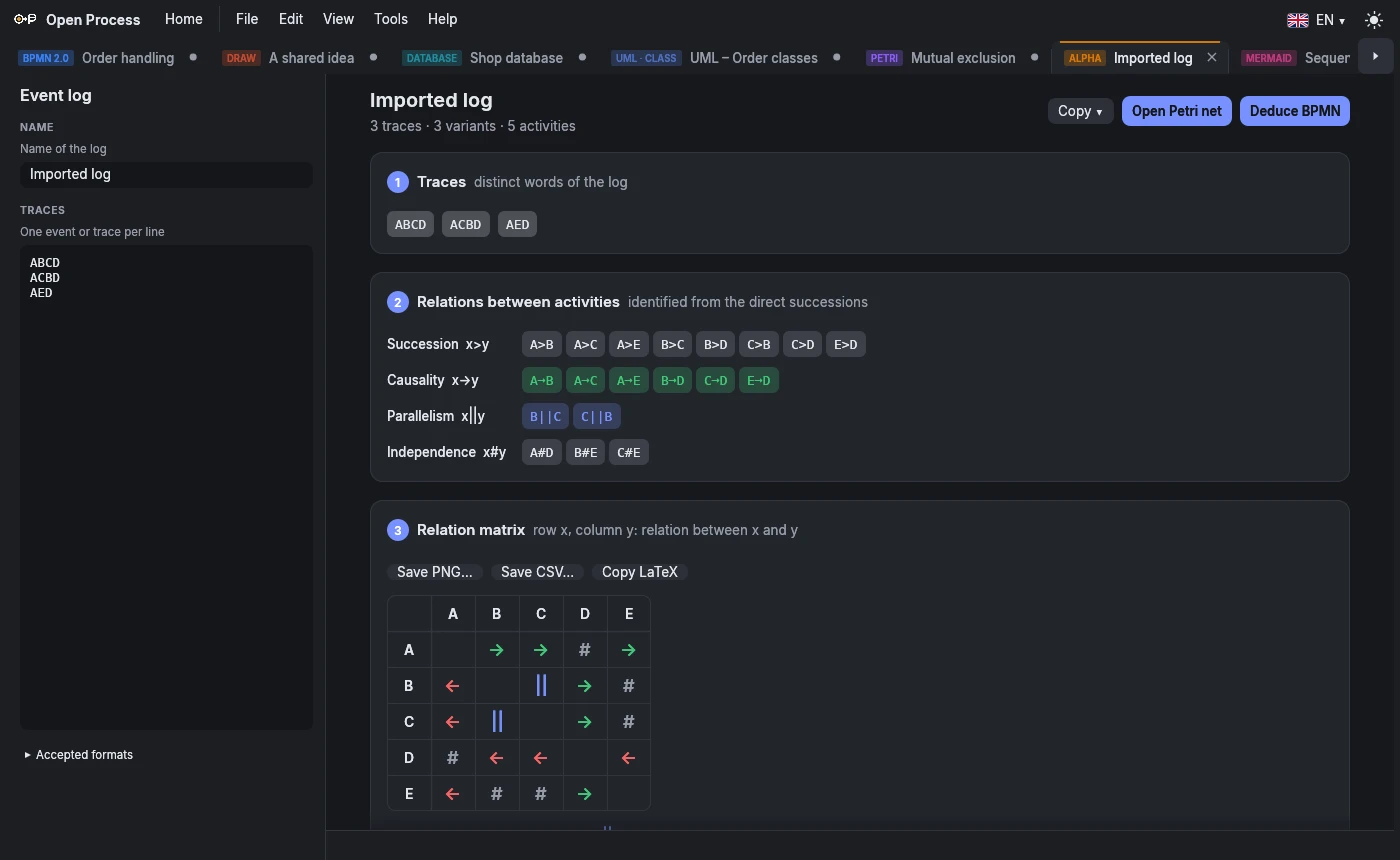 Open Process Home File Edit View Tools Help EN ▾
BPMN 2.0 Order handling DRAW A shared idea DATABASE Shop database UML · CLASS UML – Order classes PETRI Mutual exclusion ALPHA Imported log × MERMAID Sequer
Event log
NAME
Name of the log
Imported log
TRACES
One event or trace per line
ABCD
ACBD
AED
▸ Accepted formats
Imported log
3 traces · 3 variants · 5 activities
Copy ▾ Open Petri net Deduce BPMN
1 Traces distinct words of the log
ABCD ACBD AED
2 Relations between activities identified from the direct successions
Succession x>y A>B A>C A>E B>C B>D C>B C>D E>D
Causality x→y A→B A→C A→E B→D C→D E→D
Parallelism x||y B||C C||B
Independence x#y A#D B#E C#E
3 Relation matrix row x, column y: relation between x and y
Save PNG... Save CSV... Copy LaTeX
A B C D E
A → → # →
B ← || → #
C ← || → #
D # ← ← ←
E ← # # →